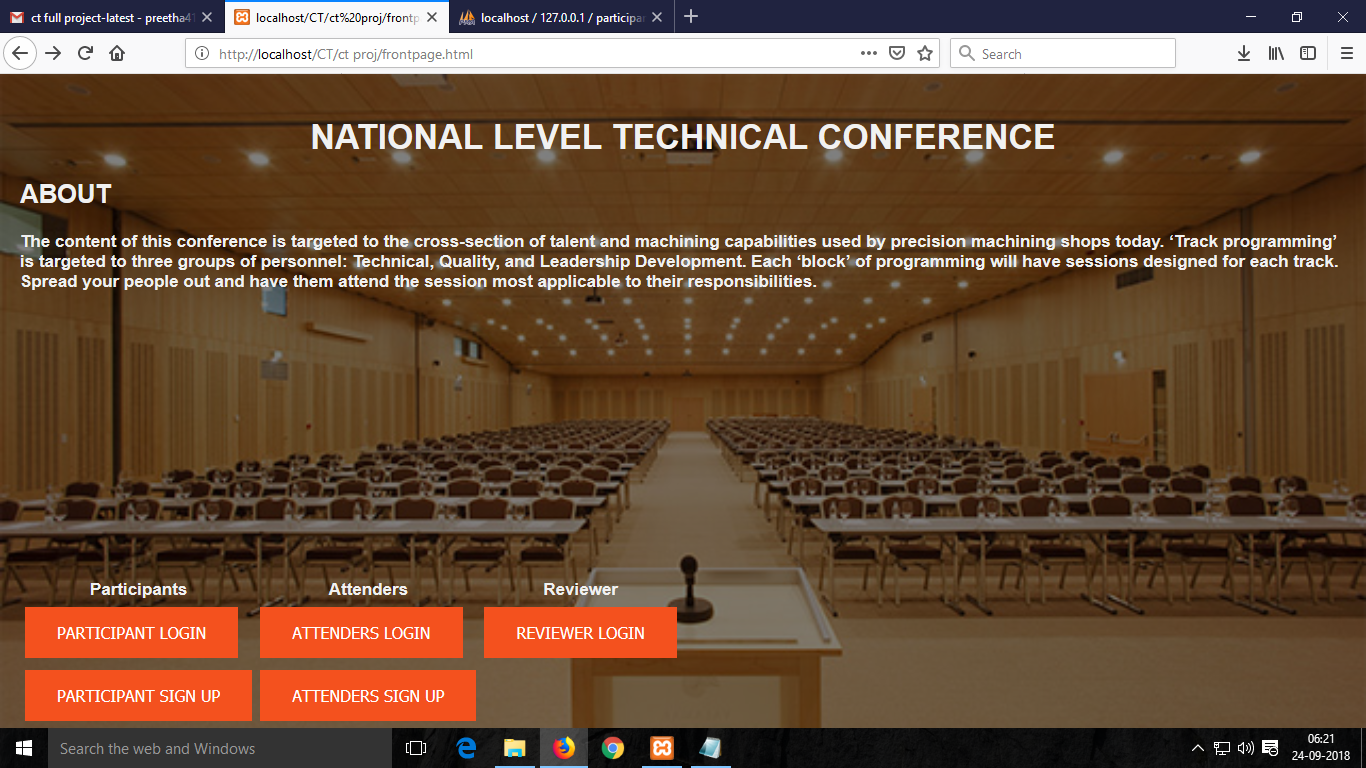 ct full project-latest - preetha41
localhost/CT/ct%20proj/frontp
localhost / 127.0.0.1 / participan
http://localhost/CT/ct proj/frontpage.html
Search
NATIONAL LEVEL TECHNICAL CONFERENCE
ABOUT
The content of this conference is targeted to the cross-section of talent and machining capabilities used by precision machining shops today. ‘Track programming’
is targeted to three groups of personnel: Technical, Quality, and Leadership Development. Each ‘block’ of programming will have sessions designed for each track.
Spread your people out and have them attend the session most applicable to their responsibilities.
Participants Attenders Reviewer
PARTICIPANT LOGIN ATTENDERS LOGIN REVIEWER LOGIN
PARTICIPANT SIGN UP ATTENDERS SIGN UP
Search the web and Windows
06:21
24-09-2018